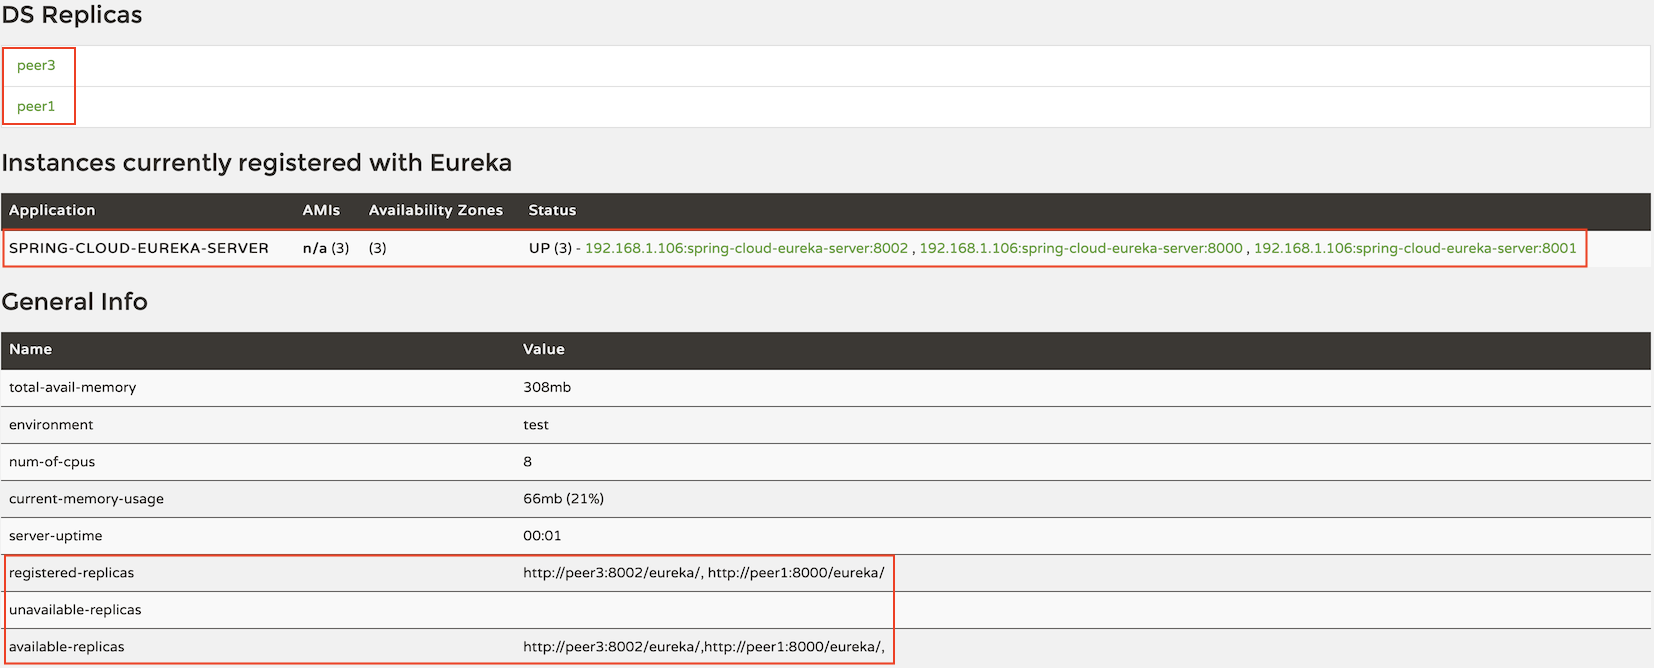 DS Replicas
peer3
peer1
Instances currently registered with Eureka
Application AMIs Availability Zones Status
SPRING-CLOUD-EUREKA-SERVER n/a (3) (3) UP (3) - 192.168.1.106:spring-cloud-eureka-server:8002 , 192.168.1.106:spring-cloud-eureka-server:8000 , 192.168.1.106:spring-cloud-eureka-server:8001
General Info
Name Value
total-avail-memory 308mb
environment test
num-of-cpus 8
current-memory-usage 66mb (21%)
server-uptime 00:01
registered-replicas http://peer3:8002/eureka/, http://peer1:8000/eureka/
unavailable-replicas
available-replicas http://peer3:8002/eureka/,http://peer1:8000/eureka/,